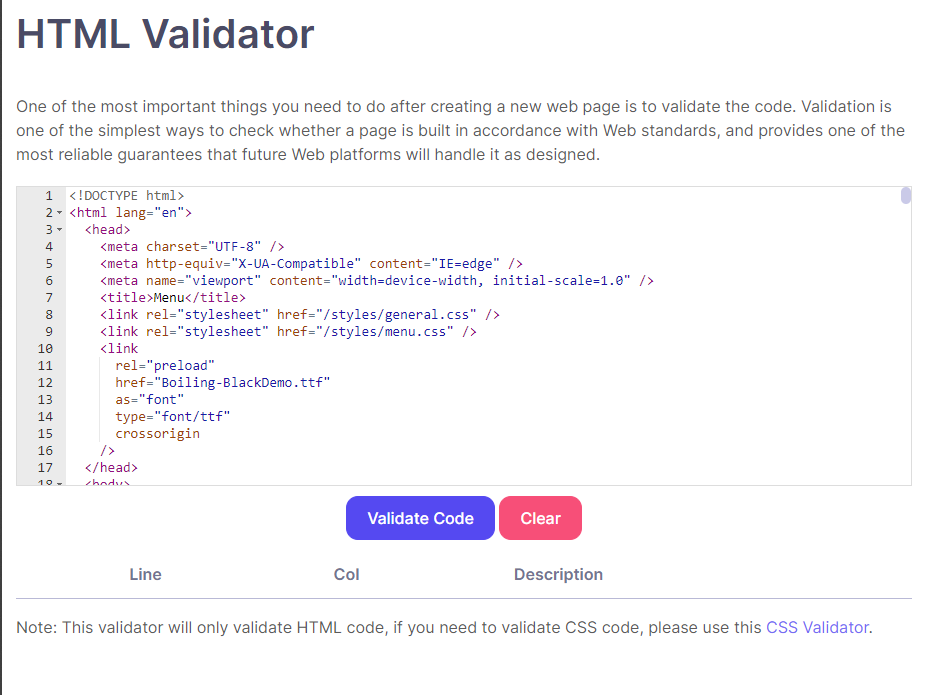 HTML Validator
One of the most important things you need to do after creating a new web page is to validate the code. Validation is
one of the simplest ways to check whether a page is built in accordance with Web standards, and provides one of the
most reliable guarantees that future Web platforms will handle it as designed.
1 <!DOCTYPE html>
2 <html lang="en">
3 <head>
4 <meta charset="UTF-8" />
5 <meta http-equiv="X-UA-Compatible" content="IE=edge" />
6 <meta name="viewport" content="width=device-width, initial-scale=1.0" />
7 <title>Menu</title>
8 <link rel="stylesheet" href="/styles/general.css" />
9 <link rel="stylesheet" href="/styles/menu.css" />
10 <link
11 rel="preload"
12 href="Boiling-BlackDemo.ttf"
13 as="font"
14 type="font/ttf"
15 crossorigin
16 />
17 </head>
18 <body>
Validate Code Clear
Line Col Description
Note: This validator will only validate HTML code, if you need to validate CSS code, please use this CSS Validator.